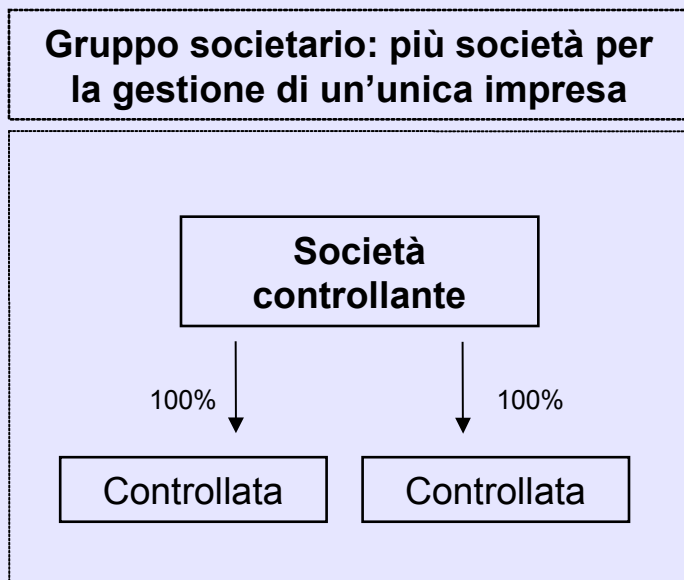 Gruppo societario: più società per
la gestione di un’unica impresa
Società
controllante
100%
100%
Controllata
Controllata